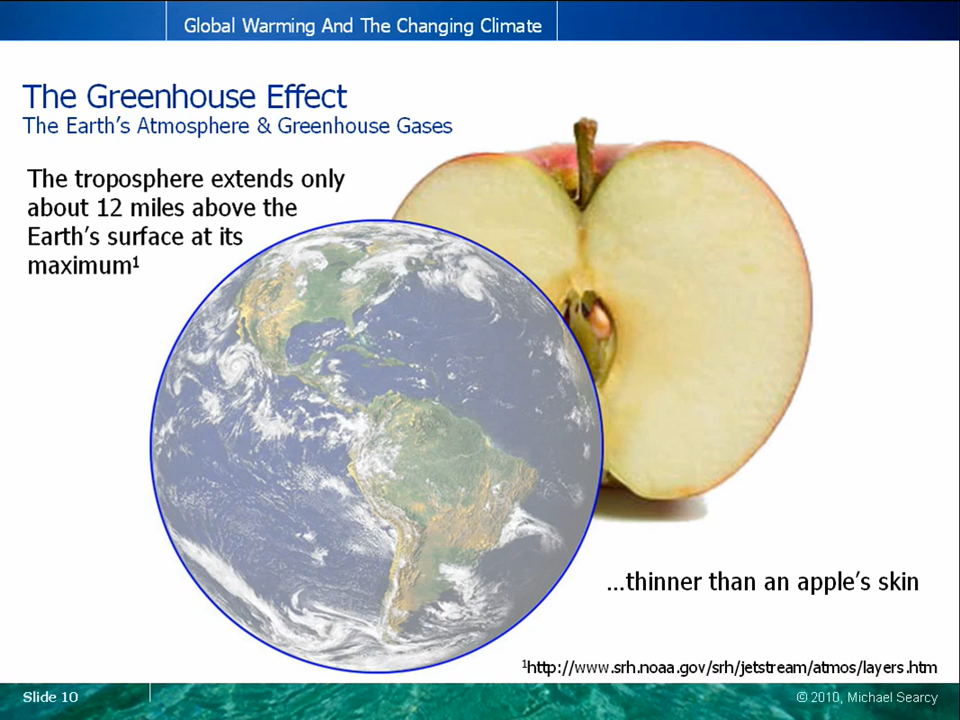 Global Warming And The Changing Climate
The Greenhouse Effect
The Earth's Atmosphere & Greenhouse Gases
The troposphere extends only
about 12 miles above the
Earth's surface at its
maximum¹
...thinner than an apple's skin
¹http://www.srh.noaa.gov/srh/jetstream/atmos/layers.htm
Slide 10
© 2010, Michael Searcy